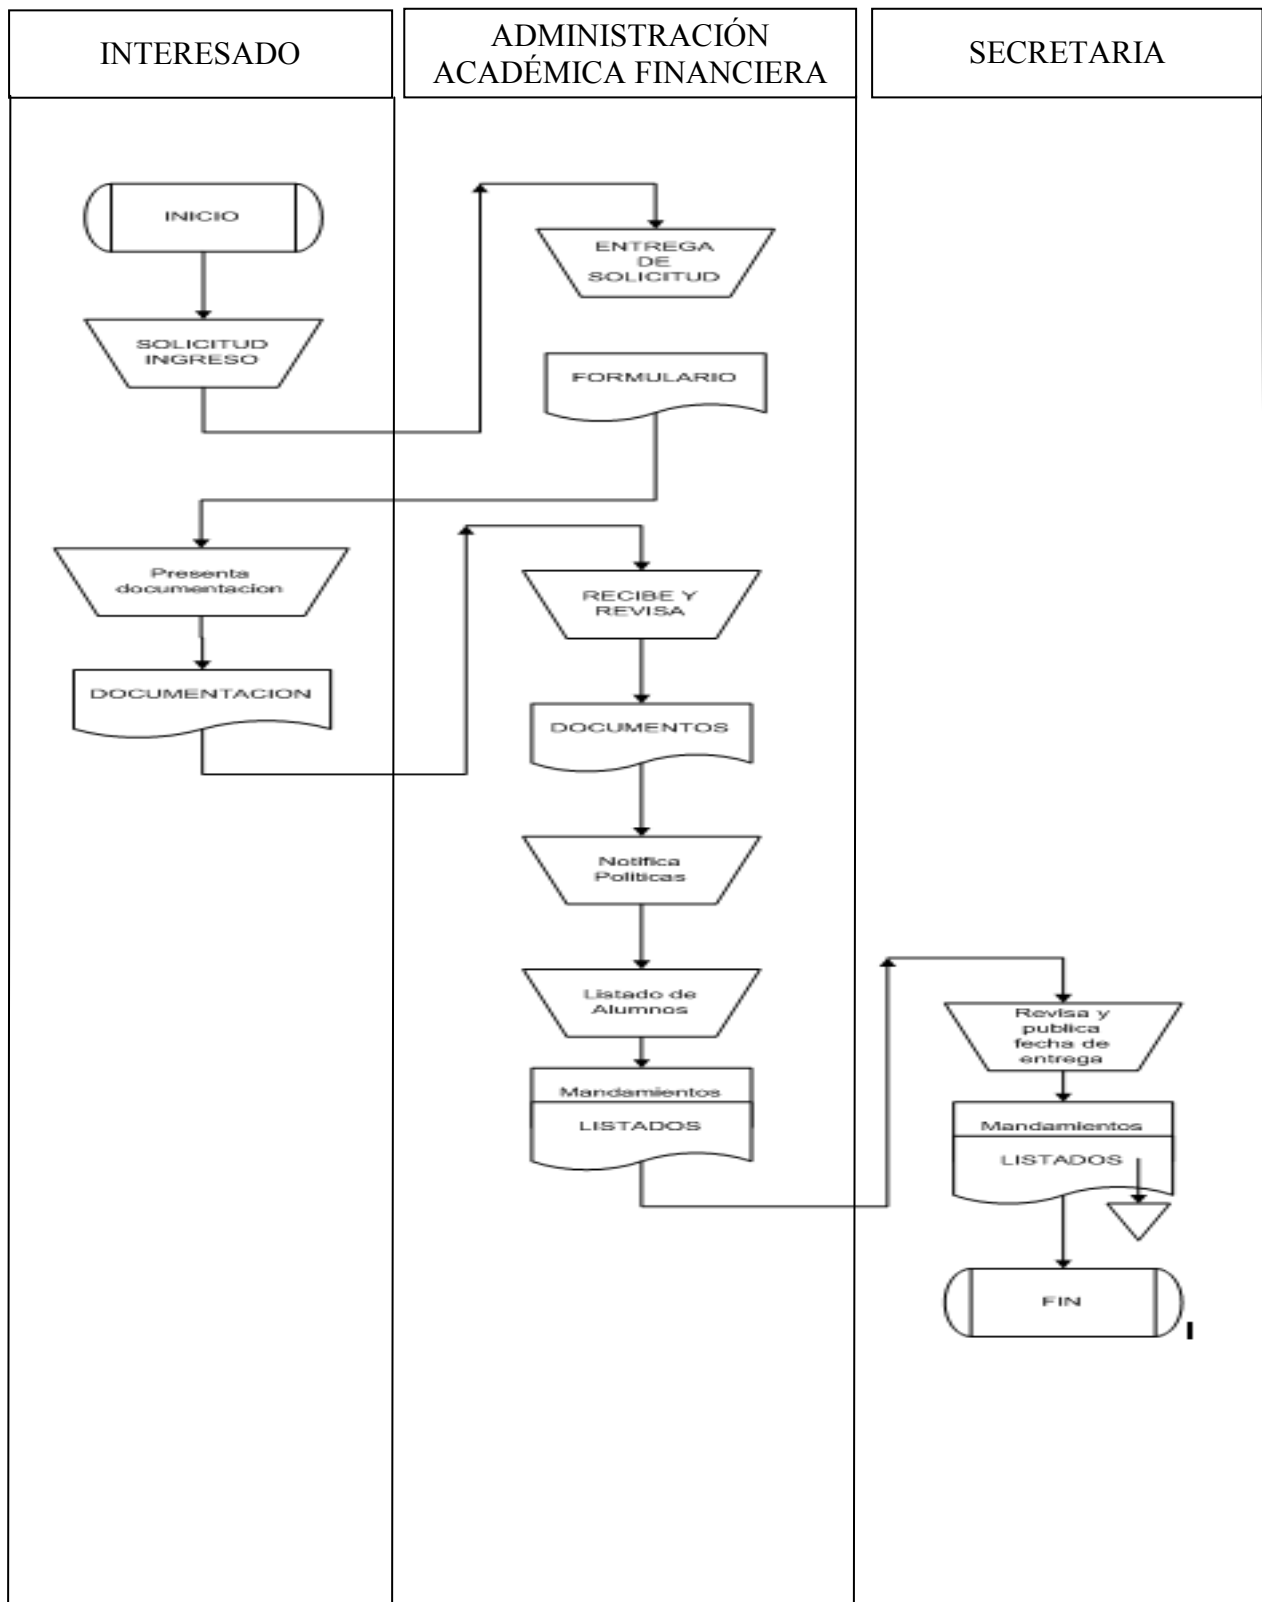 INTERESADO
ADMINISTRACIÓN
ACADÉMICA FINANCIERA
SECRETARIA
INICIO
SOLICITUD
INGRESO
ENTREGA
DE
SOLICITUD
FORMULARIO
Presenta
documentacion
DOCUMENTACION
RECIBE Y
REVISA
DOCUMENTOS
Notifica
Politicas
Listado de
Alumnos
Mandamientos
LISTADOS
Revisa y
publica
fecha de
entrega
Mandamientos
LISTADOS
FIN